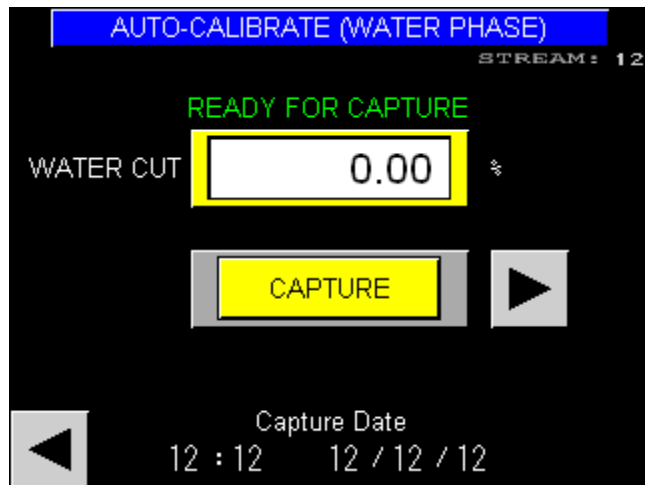 AUTO-CALIBRATE (WATER PHASE)
STREAM: 12
READY FOR CAPTURE
WATER CUT 0.00 %
CAPTURE
Capture Date
12 : 12 12 / 12 / 12